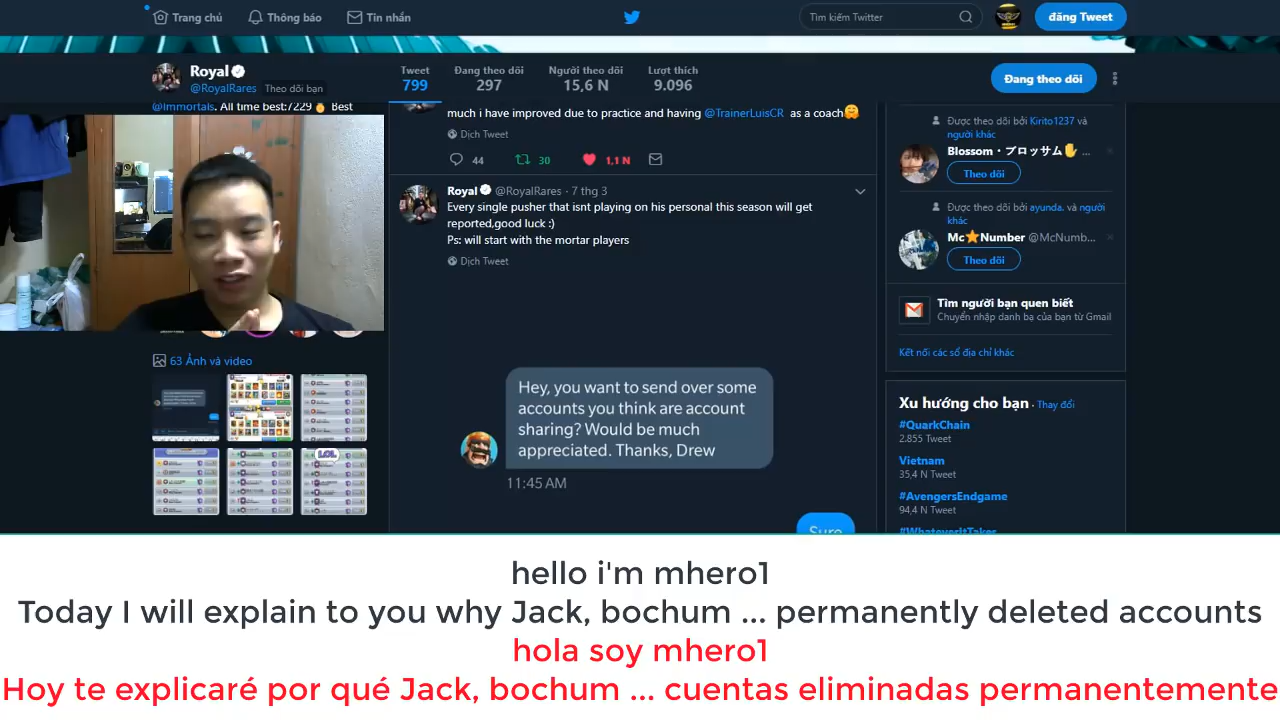 Trang chủ
Thông báo
Tin nhắn
Tìm kiếm Twitter
đăng Tweet
Royal
@RoyalRares Theo dõi bạn
Tweet
799
Đang theo dõi
297
Người theo dõi
15,6 N
Lượt thích
9.096
Đang theo dõi
@Immortals. All time best:7229🥇 Best
63 Ảnh và video
LOL
much i have improved due to practice and having @TrainerLuisCR as a coach🤗
Dịch Tweet
44
30
1,1 N
Royal @RoyalRares · 7 thg 3
Every single pusher that isnt playing on his personal this season will get
reported,good luck :)
Ps: will start with the mortar players
Dịch Tweet
Hey, you want to send over some
accounts you think are account
sharing? Would be much
appreciated. Thanks, Drew
11:45 AM
Sure
Được theo dõi bởi Kirito1237 và
người khác
Blossom・ブロッサム✋ ...
Theo dõi
Được theo dõi bởi ayunda. và người
khác
Mc⭐Number @McNumb...
Theo dõi
Tìm người bạn quen biết
Chuyển nhập danh bạ của bạn từ Gmail
Kết nối các sổ địa chỉ khác
Xu hướng cho bạn · Thay đổi
#QuarkChain
2.855 Tweet
Vietnam
35,4 N Tweet
#AvengersEndgame
94,4 N Tweet
#WhateverItTakes
hello i'm mhero1
Today I will explain to you why Jack, bochum ... permanently deleted accounts
hola soy mhero1
Hoy te explicaré por qué Jack, bochum ... cuentas eliminadas permanentemente